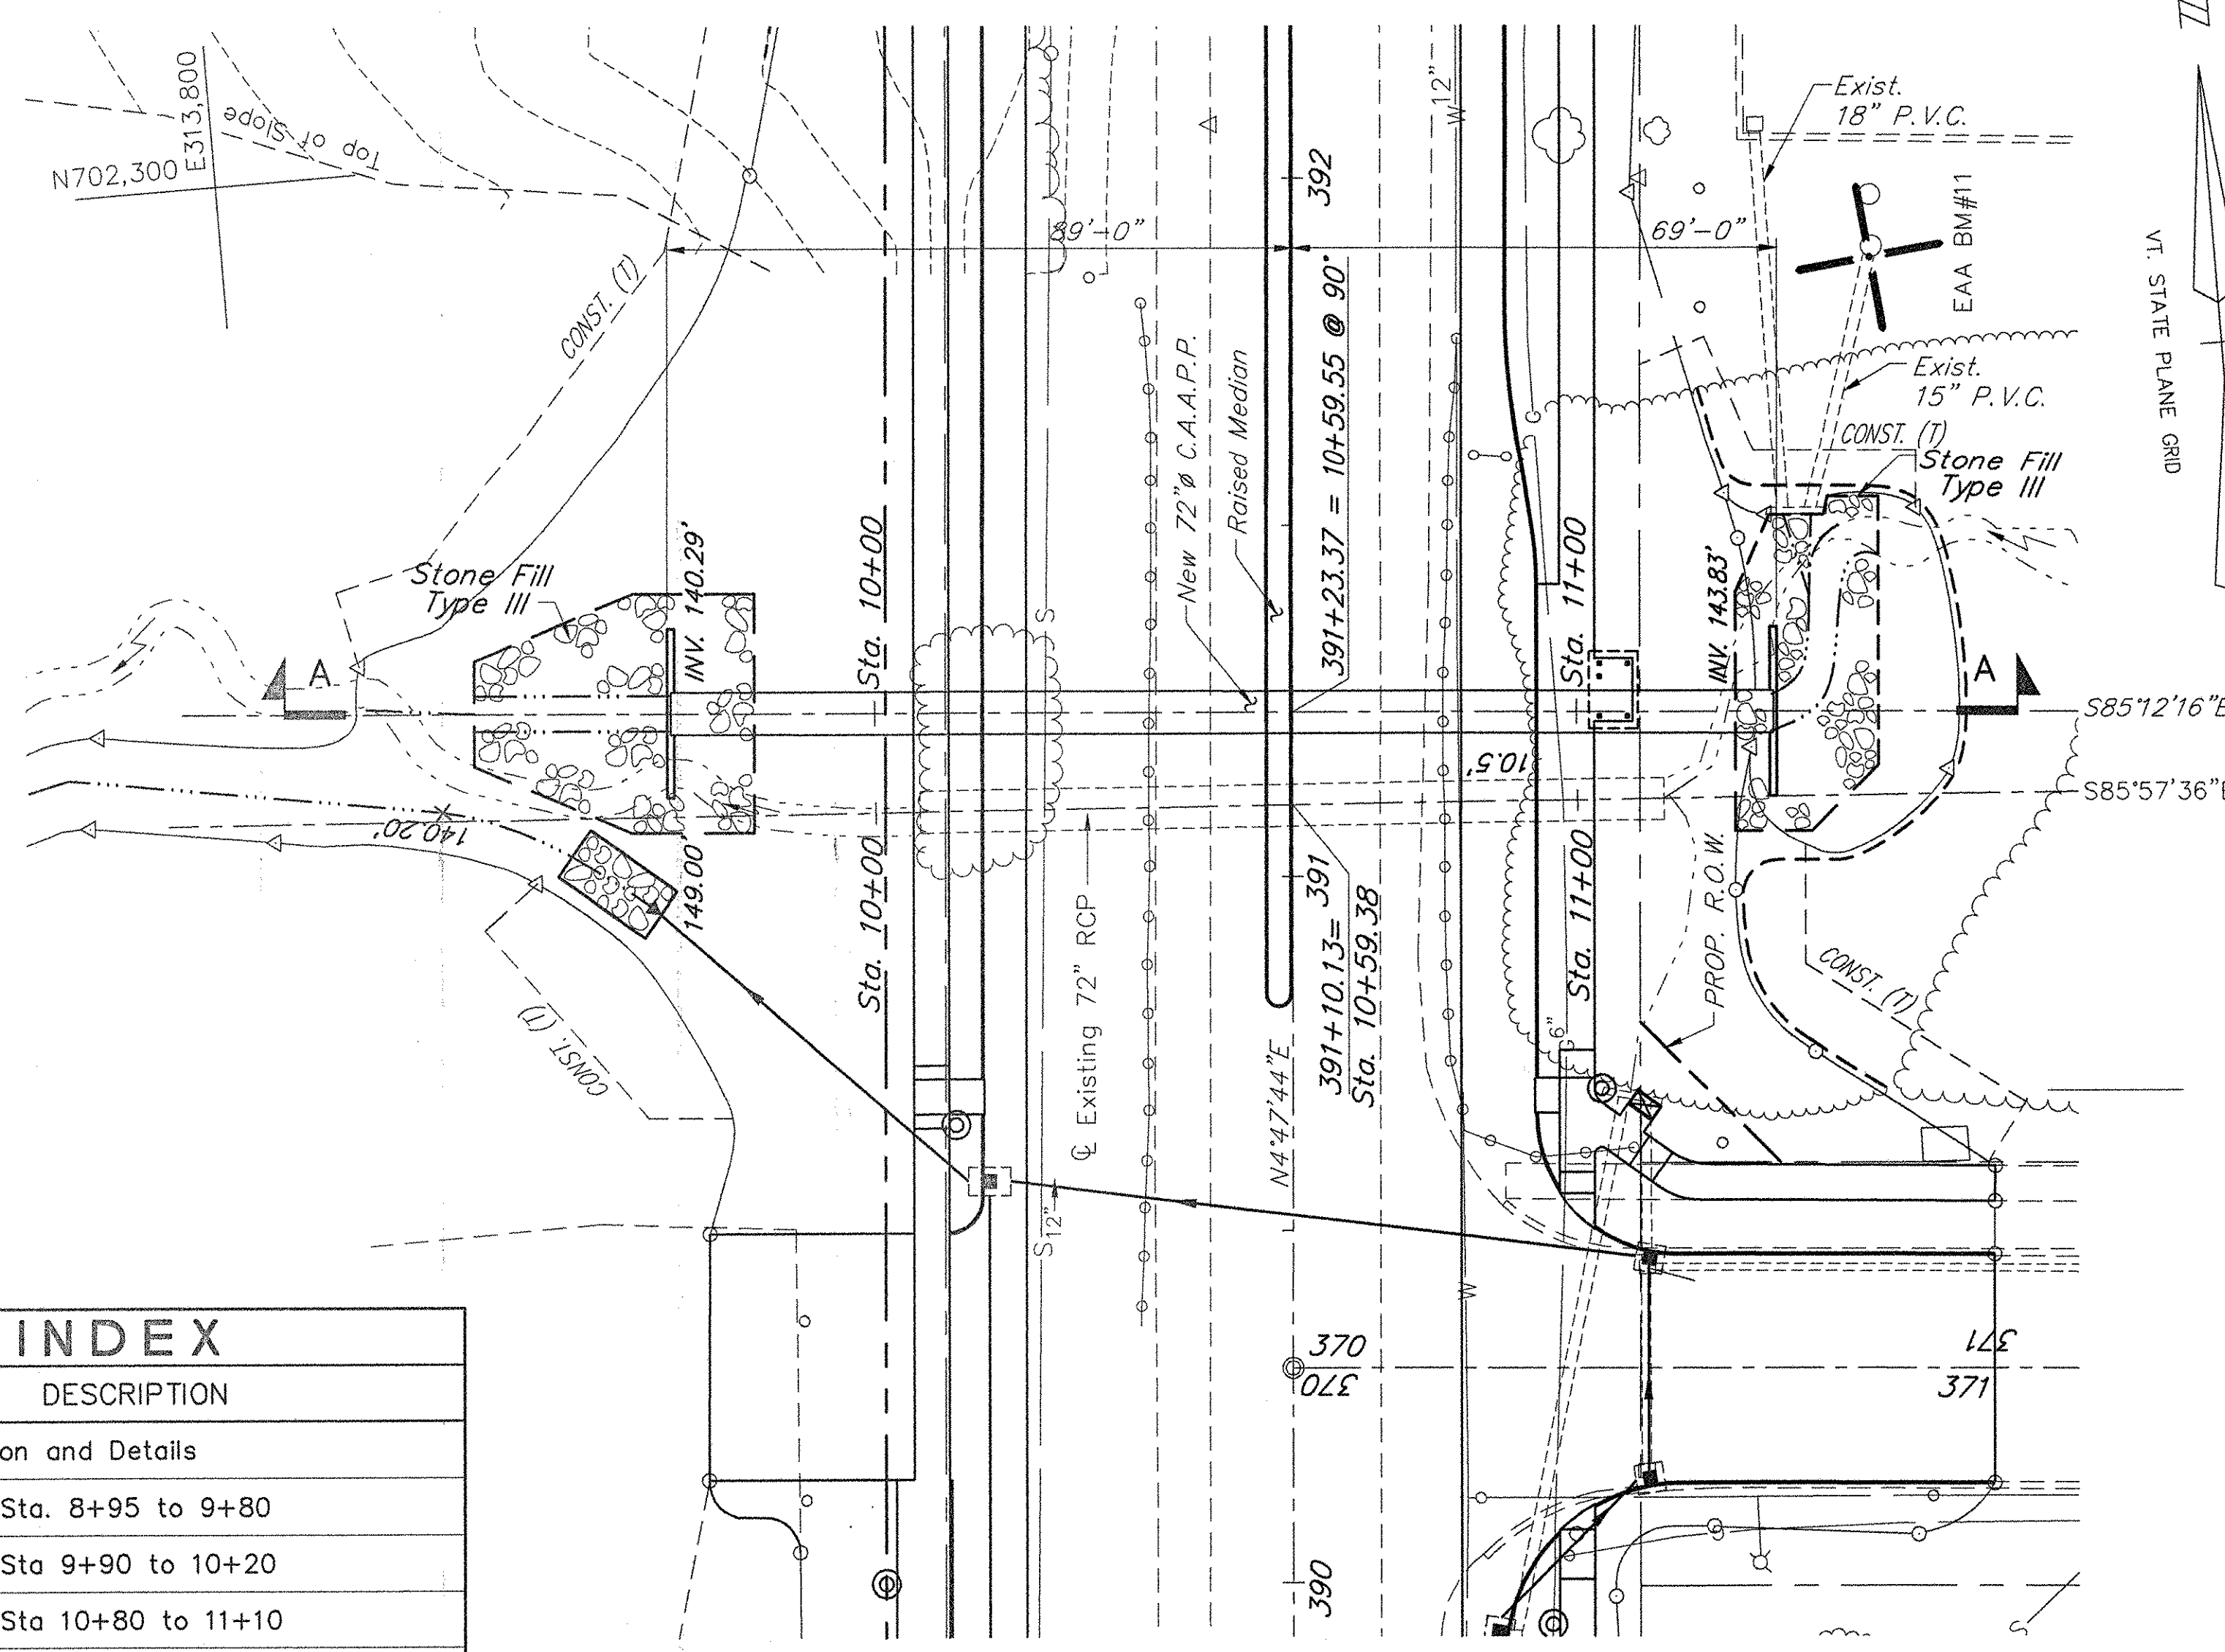 N702,300
E313,800
Top of Slope
CONST. (T)
89'-0"
392
12"
W
69'-0"
Exist.
18" P.V.C.
EAA BM#11
VT. STATE PLANE GRID
Exist.
15" P.V.C.
CONST. (T)
Stone Fill
Type III
Stone Fill
Type III
INV. 140.29'
Sta. 10+00
S
New 72"ø C.A.A.P.P.
Raised Median
391+23.37 = 10+59.55 @ 90°
Sta. 11+00
INV. 143.83'
A
A
S85°12'16"E
10.5'
S85°57'36"E
140.20'
149.00'
Sta. 10+00
℄ Existing 72" RCP
391
391+10.13=
Sta. 10+59.38
Sta. 11+00
PROP. R.O.W.
CONST. (T)
CONST. (T)
6"
N4°47'44"E
S
12"
W
370
370
371
371
390
S
INDEX
DESCRIPTION
on and Details
Sta. 8+95 to 9+80
Sta 9+90 to 10+20
Sta 10+80 to 11+10